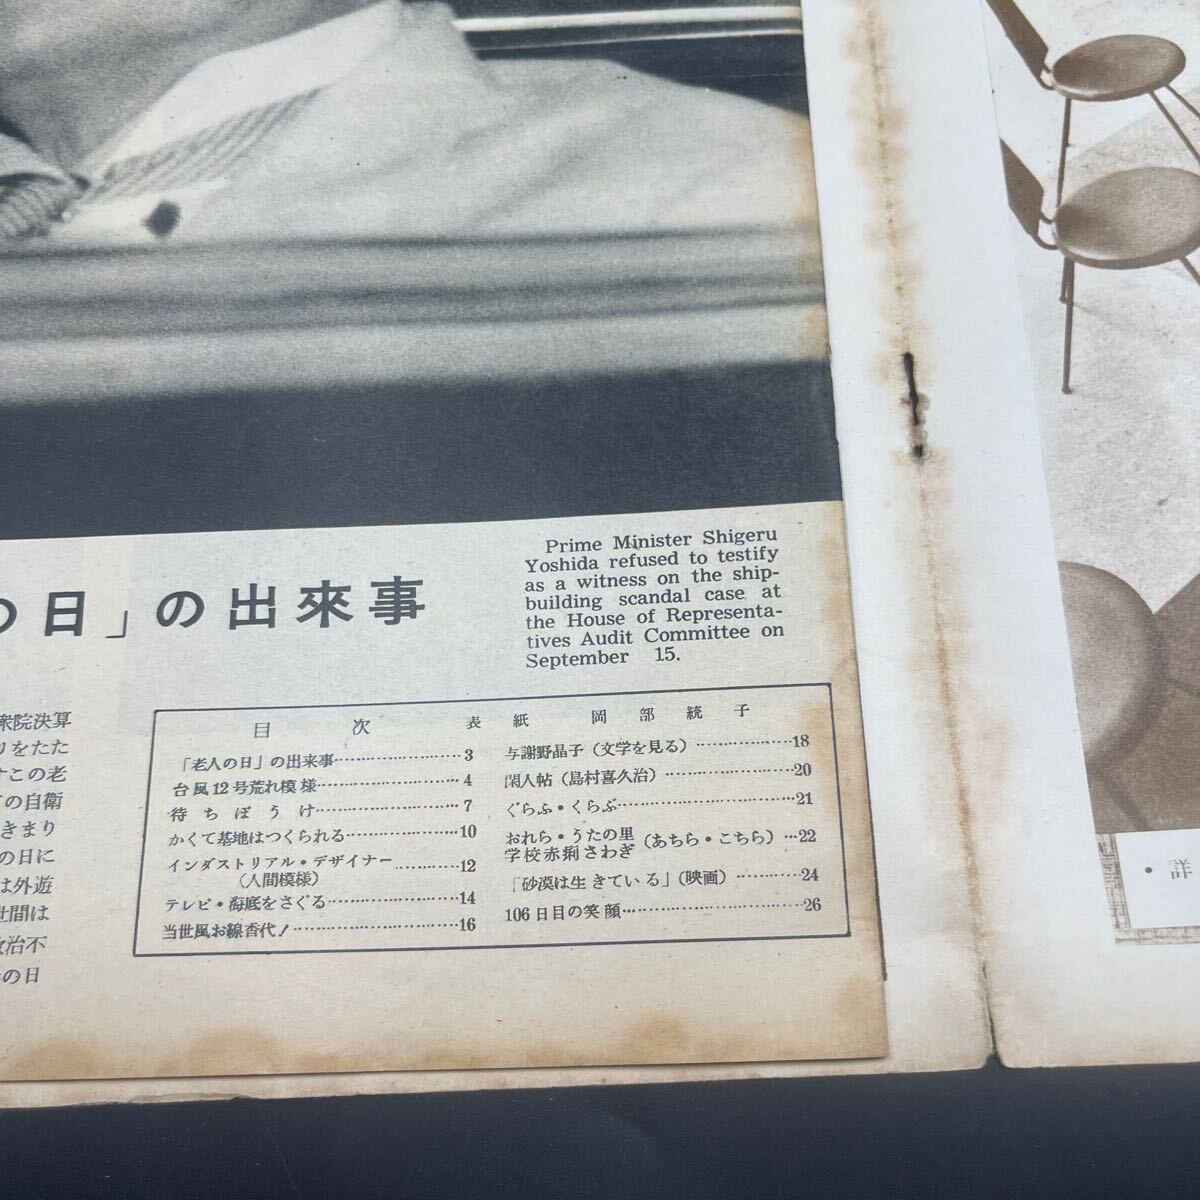 の日」の出來事
Prime Minister Shigeru
Yoshida refused to testify
as a witness on the ship-
building scandal case at
the House of Representa-
tives Audit Committee on
September 15.
衆院決算
りをたた
すこの老
の自衛
きまり
の日に
は外遊
世間は
政治不
の日
目次 表紙 岡部統子
「老人の日」の出来事……………3
台風12号荒れ模様……………4
待ちぼうけ……………7
かくて基地はつくられる……………10
インダストリアル・デザイナー……………12
(人間模様)
テレビ・海底をさぐる……………14
当世風お線香代!……………16
与謝野晶子(文学を見る)……………18
閑人帖(島村喜久治)……………20
ぐらふ・くらぶ……………21
おれら・うたの里
学校赤痢さわぎ(あちら・こちら)…22
「砂漠は生きている」(映画)……………24
106日目の笑顔……………26
・詳